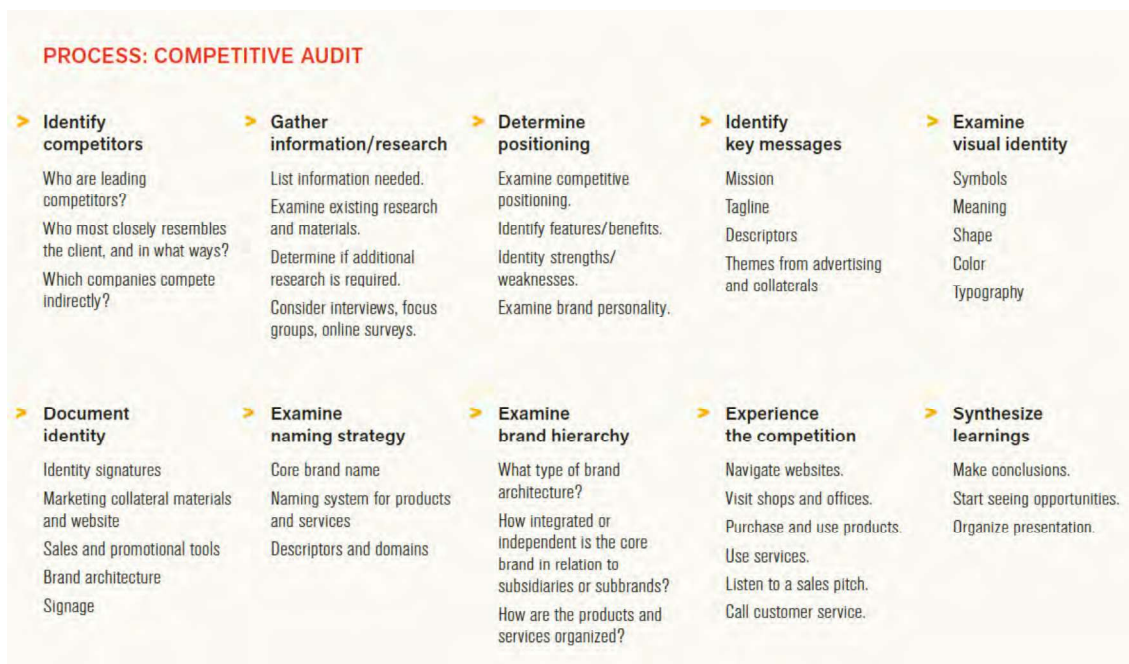 PROCESS: COMPETITIVE AUDIT
> Identify
competitors
Who are leading
competitors?
Who most closely resembles
the client, and in what ways?
Which companies compete
indirectly?
> Gather
information/research
List information needed.
Examine existing research
and materials.
Determine if additional
research is required.
Consider interviews, focus
groups, online surveys.
> Determine
positioning
Examine competitive
positioning.
Identify features/benefits.
Identify strengths/
weaknesses.
Examine brand personality.
> Identify
key messages
Mission
Tagline
Descriptors
Themes from advertising
and collaterals
> Examine
visual identity
Symbols
Meaning
Shape
Color
Typography
> Document
identity
Identity signatures
Marketing collateral materials
and website
Sales and promotional tools
Brand architecture
Signage
> Examine
naming strategy
Core brand name
Naming system for products
and services
Descriptors and domains
> Examine
brand hierarchy
What type of brand
architecture?
How integrated or
independent is the core
brand in relation to
subsidiaries or subbrands?
How are the products and
services organized?
> Experience
the competition
Navigate websites.
Visit shops and offices.
Purchase and use products.
Use services.
Listen to a sales pitch.
Call customer service.
> Synthesize
learnings
Make conclusions.
Start seeing opportunities.
Organize presentation.